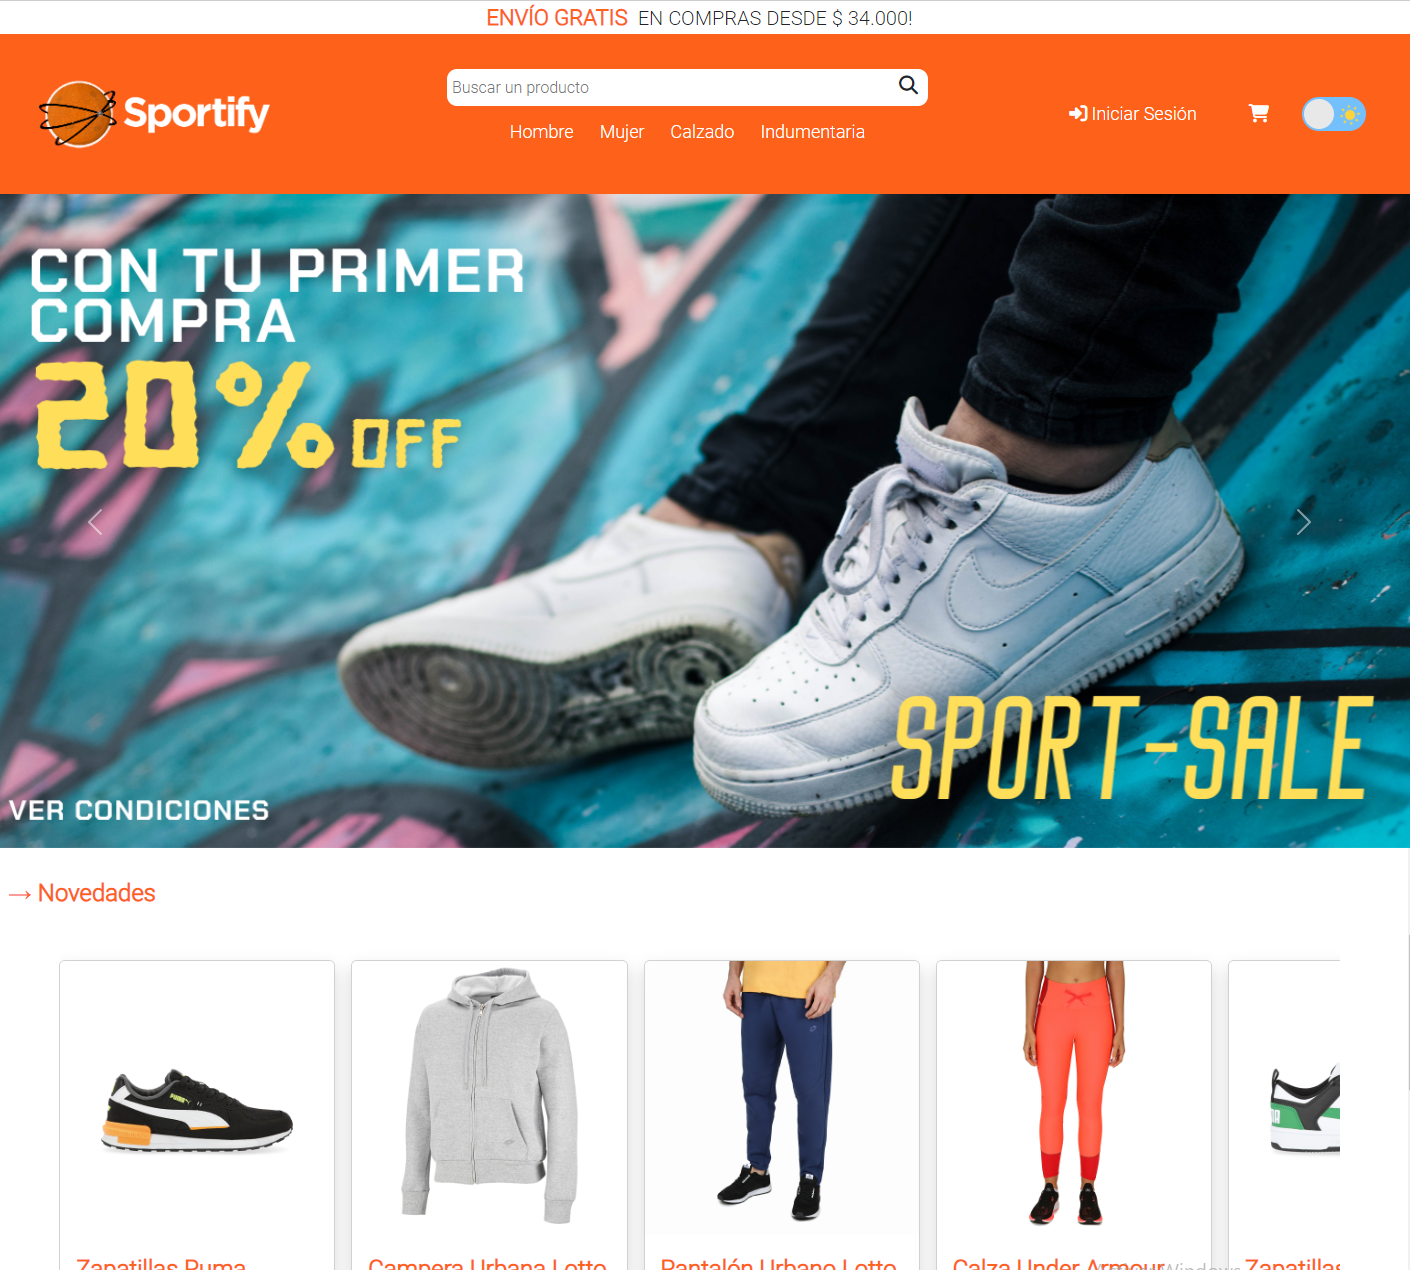 ENVÍO GRATIS EN COMPRAS DESDE $ 34.000!
Sportify
Buscar un producto
Iniciar Sesión
Hombre Mujer Calzado Indumentaria
CON TU PRIMER
COMPRA
20% OFF
SPORT-SALE
VER CONDICIONES
→ Novedades
Zapatillas Puma
Campera Urbana Lotto
Pantalón Urbano Lotto
Calza Under Armour
Zapatillas